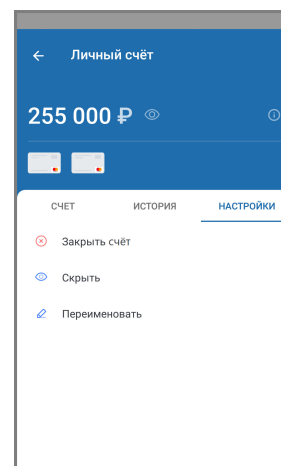 Личный счёт
255 000 ₽
СЧЕТ ИСТОРИЯ НАСТРОЙКИ
Закрыть счёт
Скрыть
Переименовать